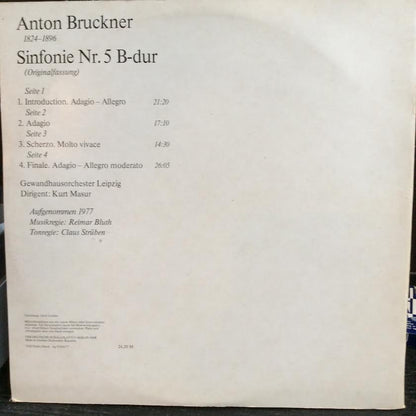 Anton Bruckner
1824–1896
Sinfonie Nr. 5 B-dur
(Originalfassung)
Seite 1
1. Introduction. Adagio – Allegro 21:20
Seite 2
2. Adagio 17:10
Seite 3
3. Scherzo. Molto vivace 14:30
Seite 4
4. Finale. Adagio – Allegro moderato 26:05
Gewandhausorchester Leipzig
Dirigent: Kurt Masur
Aufgenommen 1977
Musikregie: Reimar Bluth
Tonregie: Claus Strüben